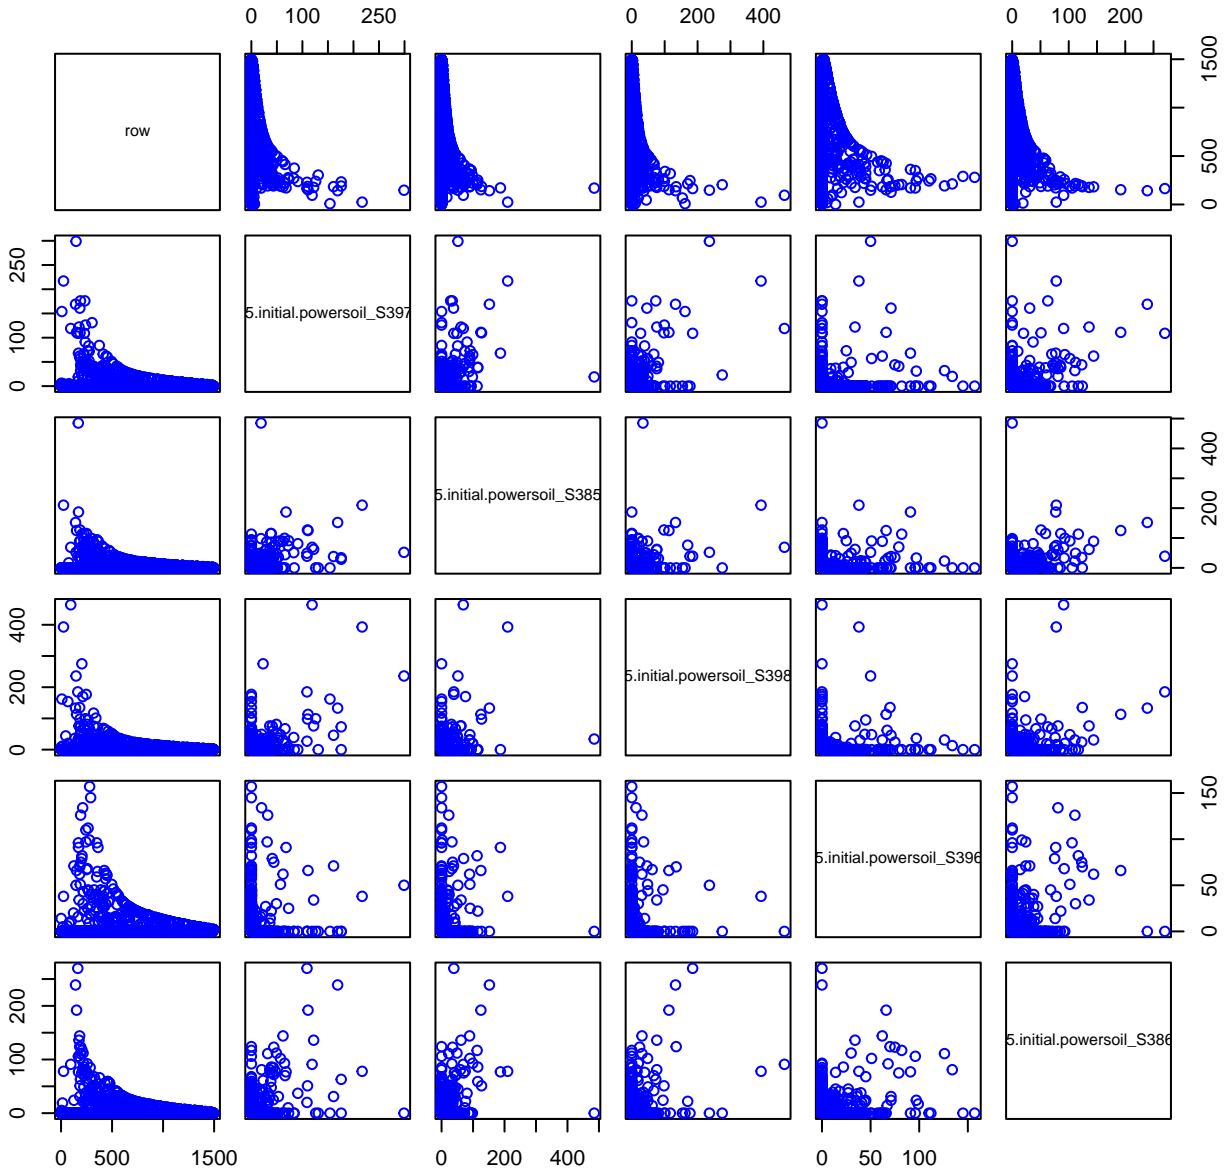 0 100 250 0 200 400 0 100 200
row 0 500 1500
0 100 250 5.initial.powersoil_S397
5.initial.powersoil_S385 0 200 400
0 200 400 5.initial.powersoil_S398
5.initial.powersoil_S396 0 50 150
0 100 200 5.initial.powersoil_S386
0 500 1500 0 200 400 0 50 100